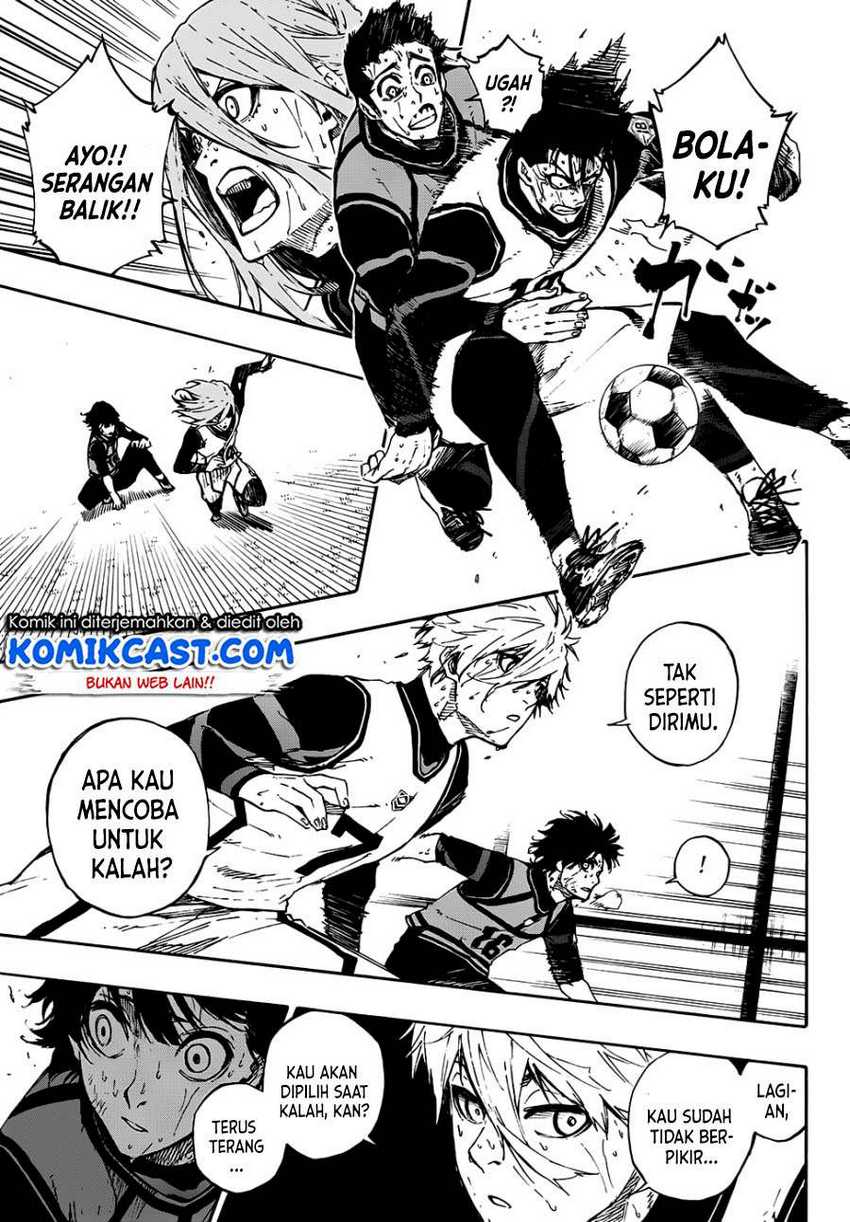 BOLA-
KU!
UGAH
?!
AYO!!
SERANGAN
BALIK!!
Komik ini diterjemahkan & diedit oleh
KOMIKCAST.COM
BUKAN WEB LAIN!!
TAK
SEPERTI
DIRIMU.
!
APA KAU
MENCOBA
UNTUK
KALAH?
16
LAGI-
AN,
KAU SUDAH
TIDAK BER-
PIKIR...
KAU AKAN
DIPILIH SAAT
KALAH, KAN?
TERUS
TERANG
...